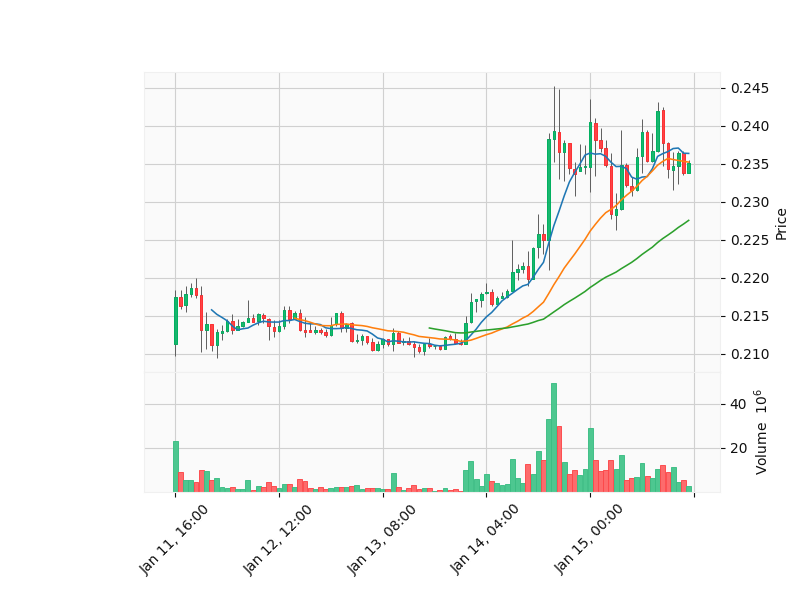 0.245
0.240
0.235
0.230
0.225
0.220
0.215
0.210
Price
40
20
Volume 10^6
Jan 11, 16:00
Jan 12, 12:00
Jan 13, 08:00
Jan 14, 04:00
Jan 15, 00:00